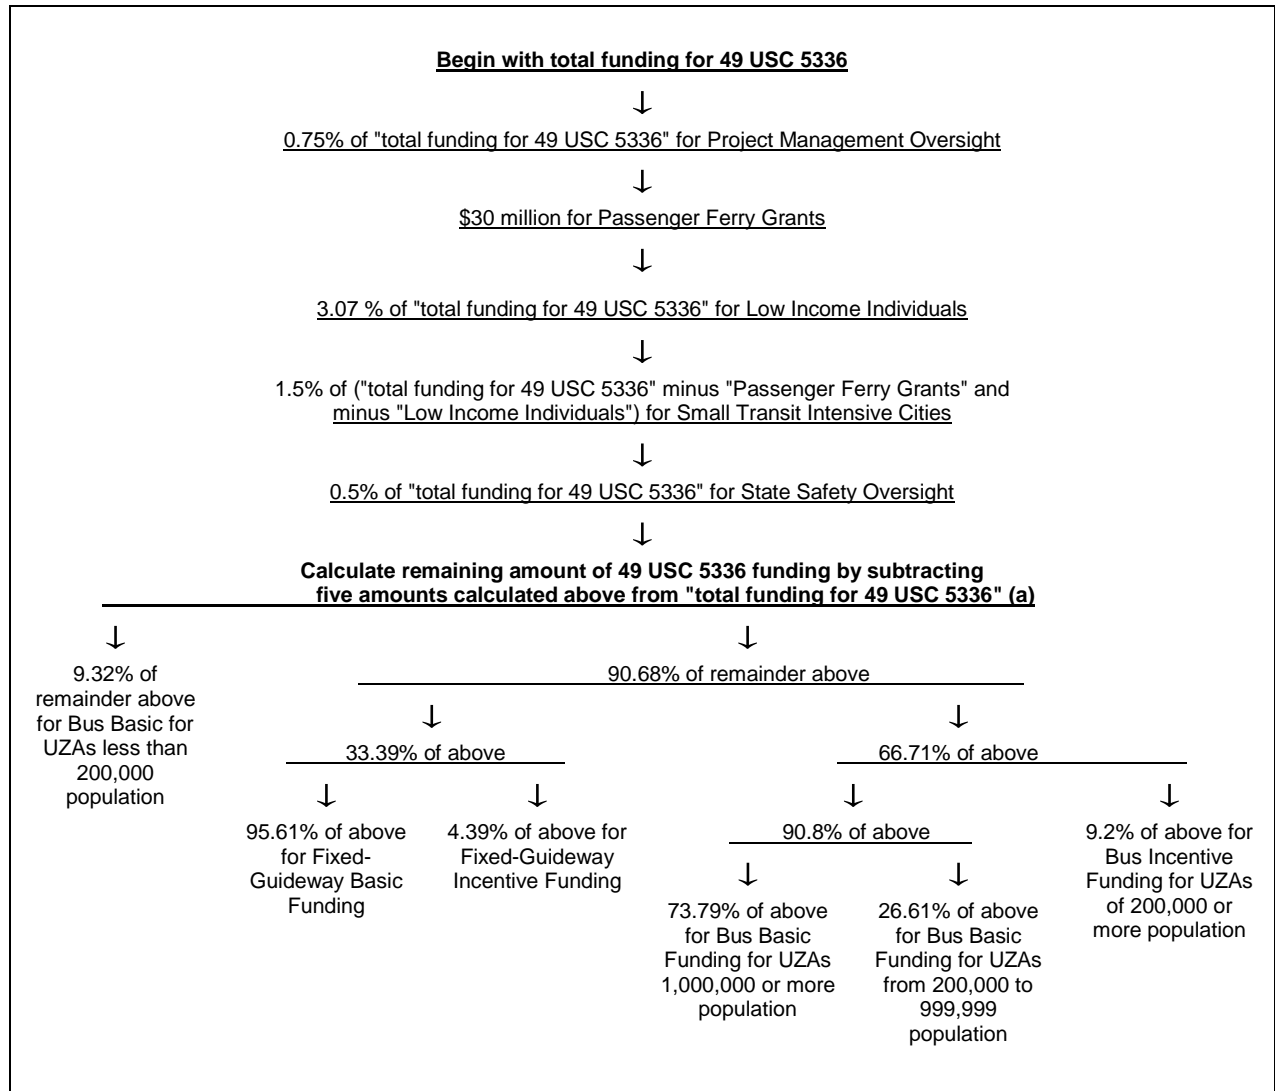 Begin with total funding for 49 USC 5336
↓
0.75% of "total funding for 49 USC 5336" for Project Management Oversight
↓
$30 million for Passenger Ferry Grants
↓
3.07 % of "total funding for 49 USC 5336" for Low Income Individuals
↓
1.5% of ("total funding for 49 USC 5336" minus "Passenger Ferry Grants" and
minus "Low Income Individuals") for Small Transit Intensive Cities
↓
0.5% of "total funding for 49 USC 5336" for State Safety Oversight
↓
Calculate remaining amount of 49 USC 5336 funding by subtracting
five amounts calculated above from "total funding for 49 USC 5336" (a)
↓ ↓
9.32% of
remainder above
for Bus Basic for
UZAs less than
200,000
population
90.68% of remainder above
↓ ↓
33.39% of above
66.71% of above
↓ ↓ ↓ ↓
95.61% of above
for Fixed-
Guideway Basic
Funding
4.39% of above for
Fixed-Guideway
Incentive Funding
90.8% of above
↓ ↓
73.79% of above
for Bus Basic
Funding for UZAs
1,000,000 or more
population
26.61% of above
for Bus Basic
Funding for UZAs
from 200,000 to
999,999
population
9.2% of above for
Bus Incentive
Funding for UZAs
of 200,000 or
more population